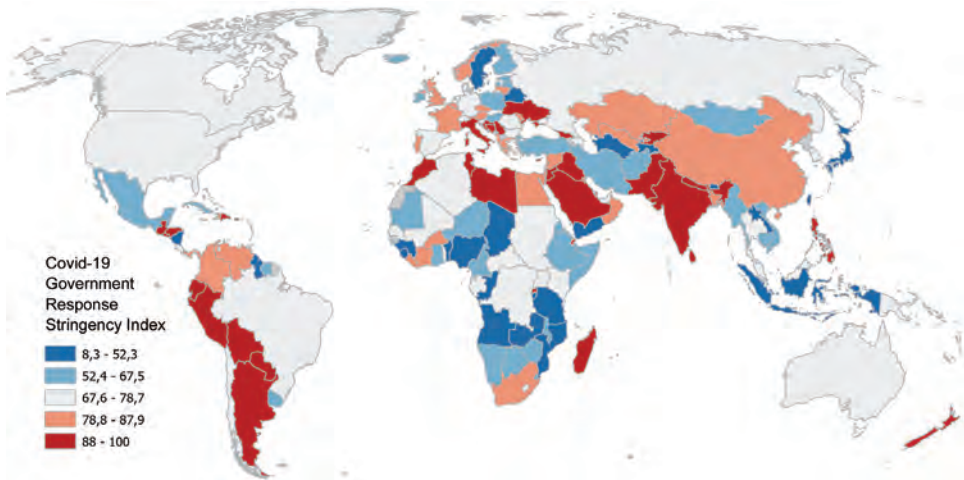 Covid-19
Government
Response
Stringency Index
8,3 - 52,3
52,4 - 67,5
67,6 - 78,7
78,8 - 87,9
88 - 100